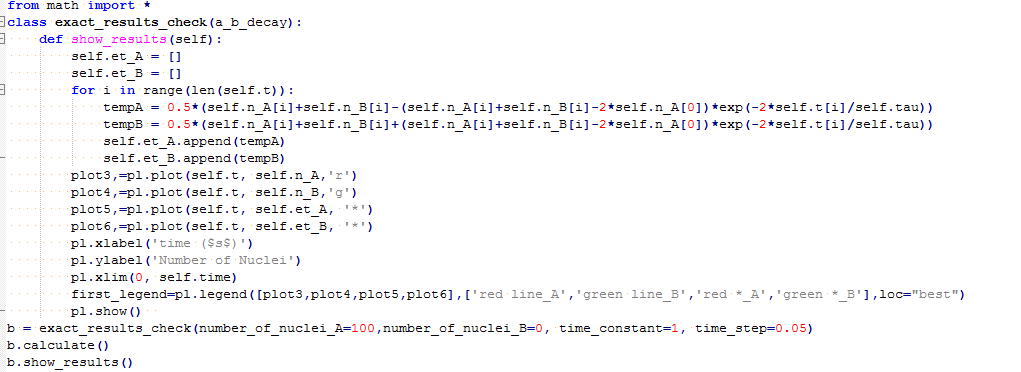 from math import *
class exact_results_check(a_b_decay):
    def show_results(self):
        self.et_A = []
        self.et_B = []
        for i in range(len(self.t)):
            tempA = 0.5*(self.n_A[i]+self.n_B[i]-(self.n_A[i]+self.n_B[i]-2*self.n_A[0])*exp(-2*self.t[i]/self.tau))
            tempB = 0.5*(self.n_A[i]+self.n_B[i]+(self.n_A[i]+self.n_B[i]-2*self.n_A[0])*exp(-2*self.t[i]/self.tau))
            self.et_A.append(tempA)
            self.et_B.append(tempB)
        plot3,=pl.plot(self.t, self.n_A,'r')
        plot4,=pl.plot(self.t, self.n_B,'g')
        plot5,=pl.plot(self.t, self.et_A, '*')
        plot6,=pl.plot(self.t, self.et_B, '*')
        pl.xlabel('time ($s$)')
        pl.ylabel('Number of Nuclei')
        pl.xlim(0, self.time)
        first_legend=pl.legend([plot3,plot4,plot5,plot6],['red line_A','green line_B','red *_A','green *_B'],loc="best")
        pl.show()
b = exact_results_check(number_of_nuclei_A=100,number_of_nuclei_B=0, time_constant=1, time_step=0.05)
b.calculate()
b.show_results()